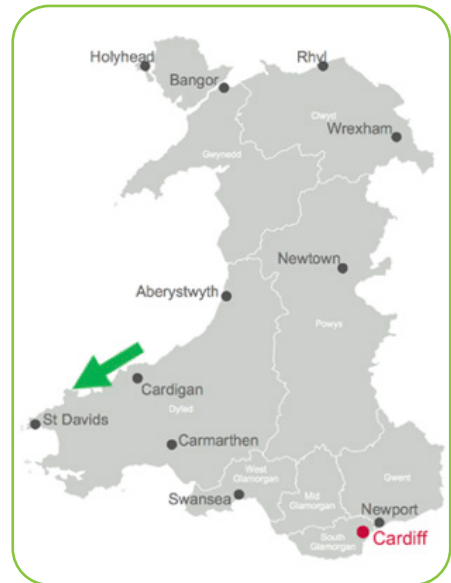 Holyhead
Rhyl
Bangor
Clwyd
Wrexham
Gwynedd
Newtown
Aberystwyth
Powys
Cardigan
Dyfed
St Davids
Carmarthen
West
Glamorgan
Gwent
Swansea
Mid
Glamorgan
Newport
South
Glamorgan
Cardiff